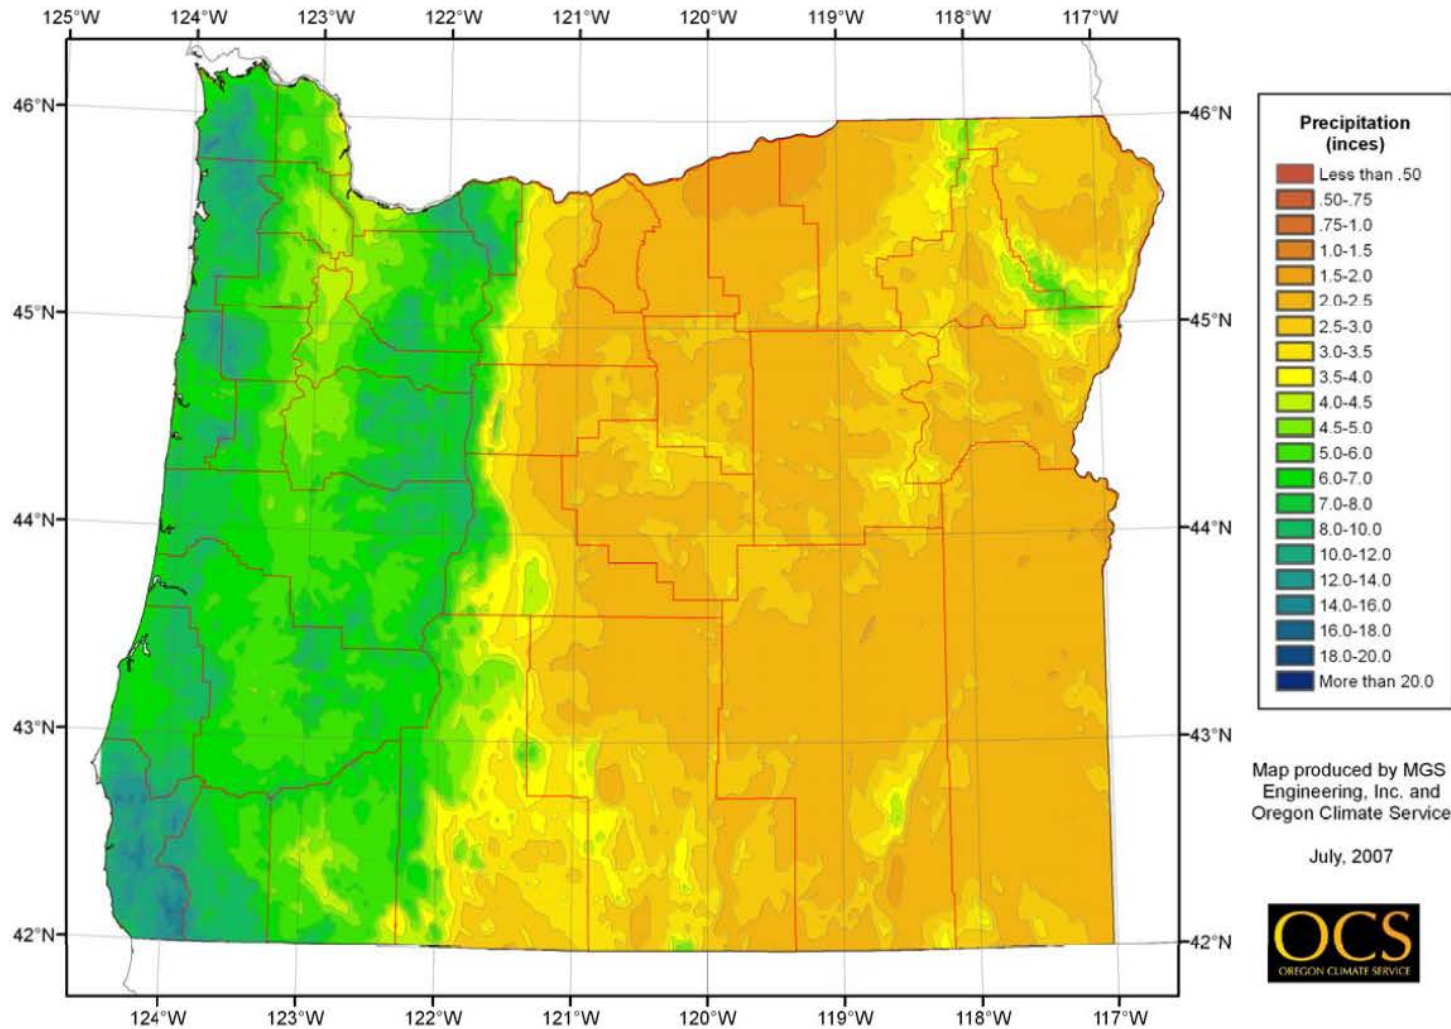 125°W 124°W 123°W 122°W 121°W 120°W 119°W 118°W 117°W
46°N 46°N
45°N 45°N
44°N 44°N
43°N 43°N
42°N 42°N
124°W 123°W 122°W 121°W 120°W 119°W 118°W 117°W
Precipitation
(inces)
Less than .50
.50-.75
.75-1.0
1.0-1.5
1.5-2.0
2.0-2.5
2.5-3.0
3.0-3.5
3.5-4.0
4.0-4.5
4.5-5.0
5.0-6.0
6.0-7.0
7.0-8.0
8.0-10.0
10.0-12.0
12.0-14.0
14.0-16.0
16.0-18.0
18.0-20.0
More than 20.0
Map produced by MGS
Engineering, Inc. and
Oregon Climate Service
July, 2007
OCS
OREGON CLIMATE SERVICE